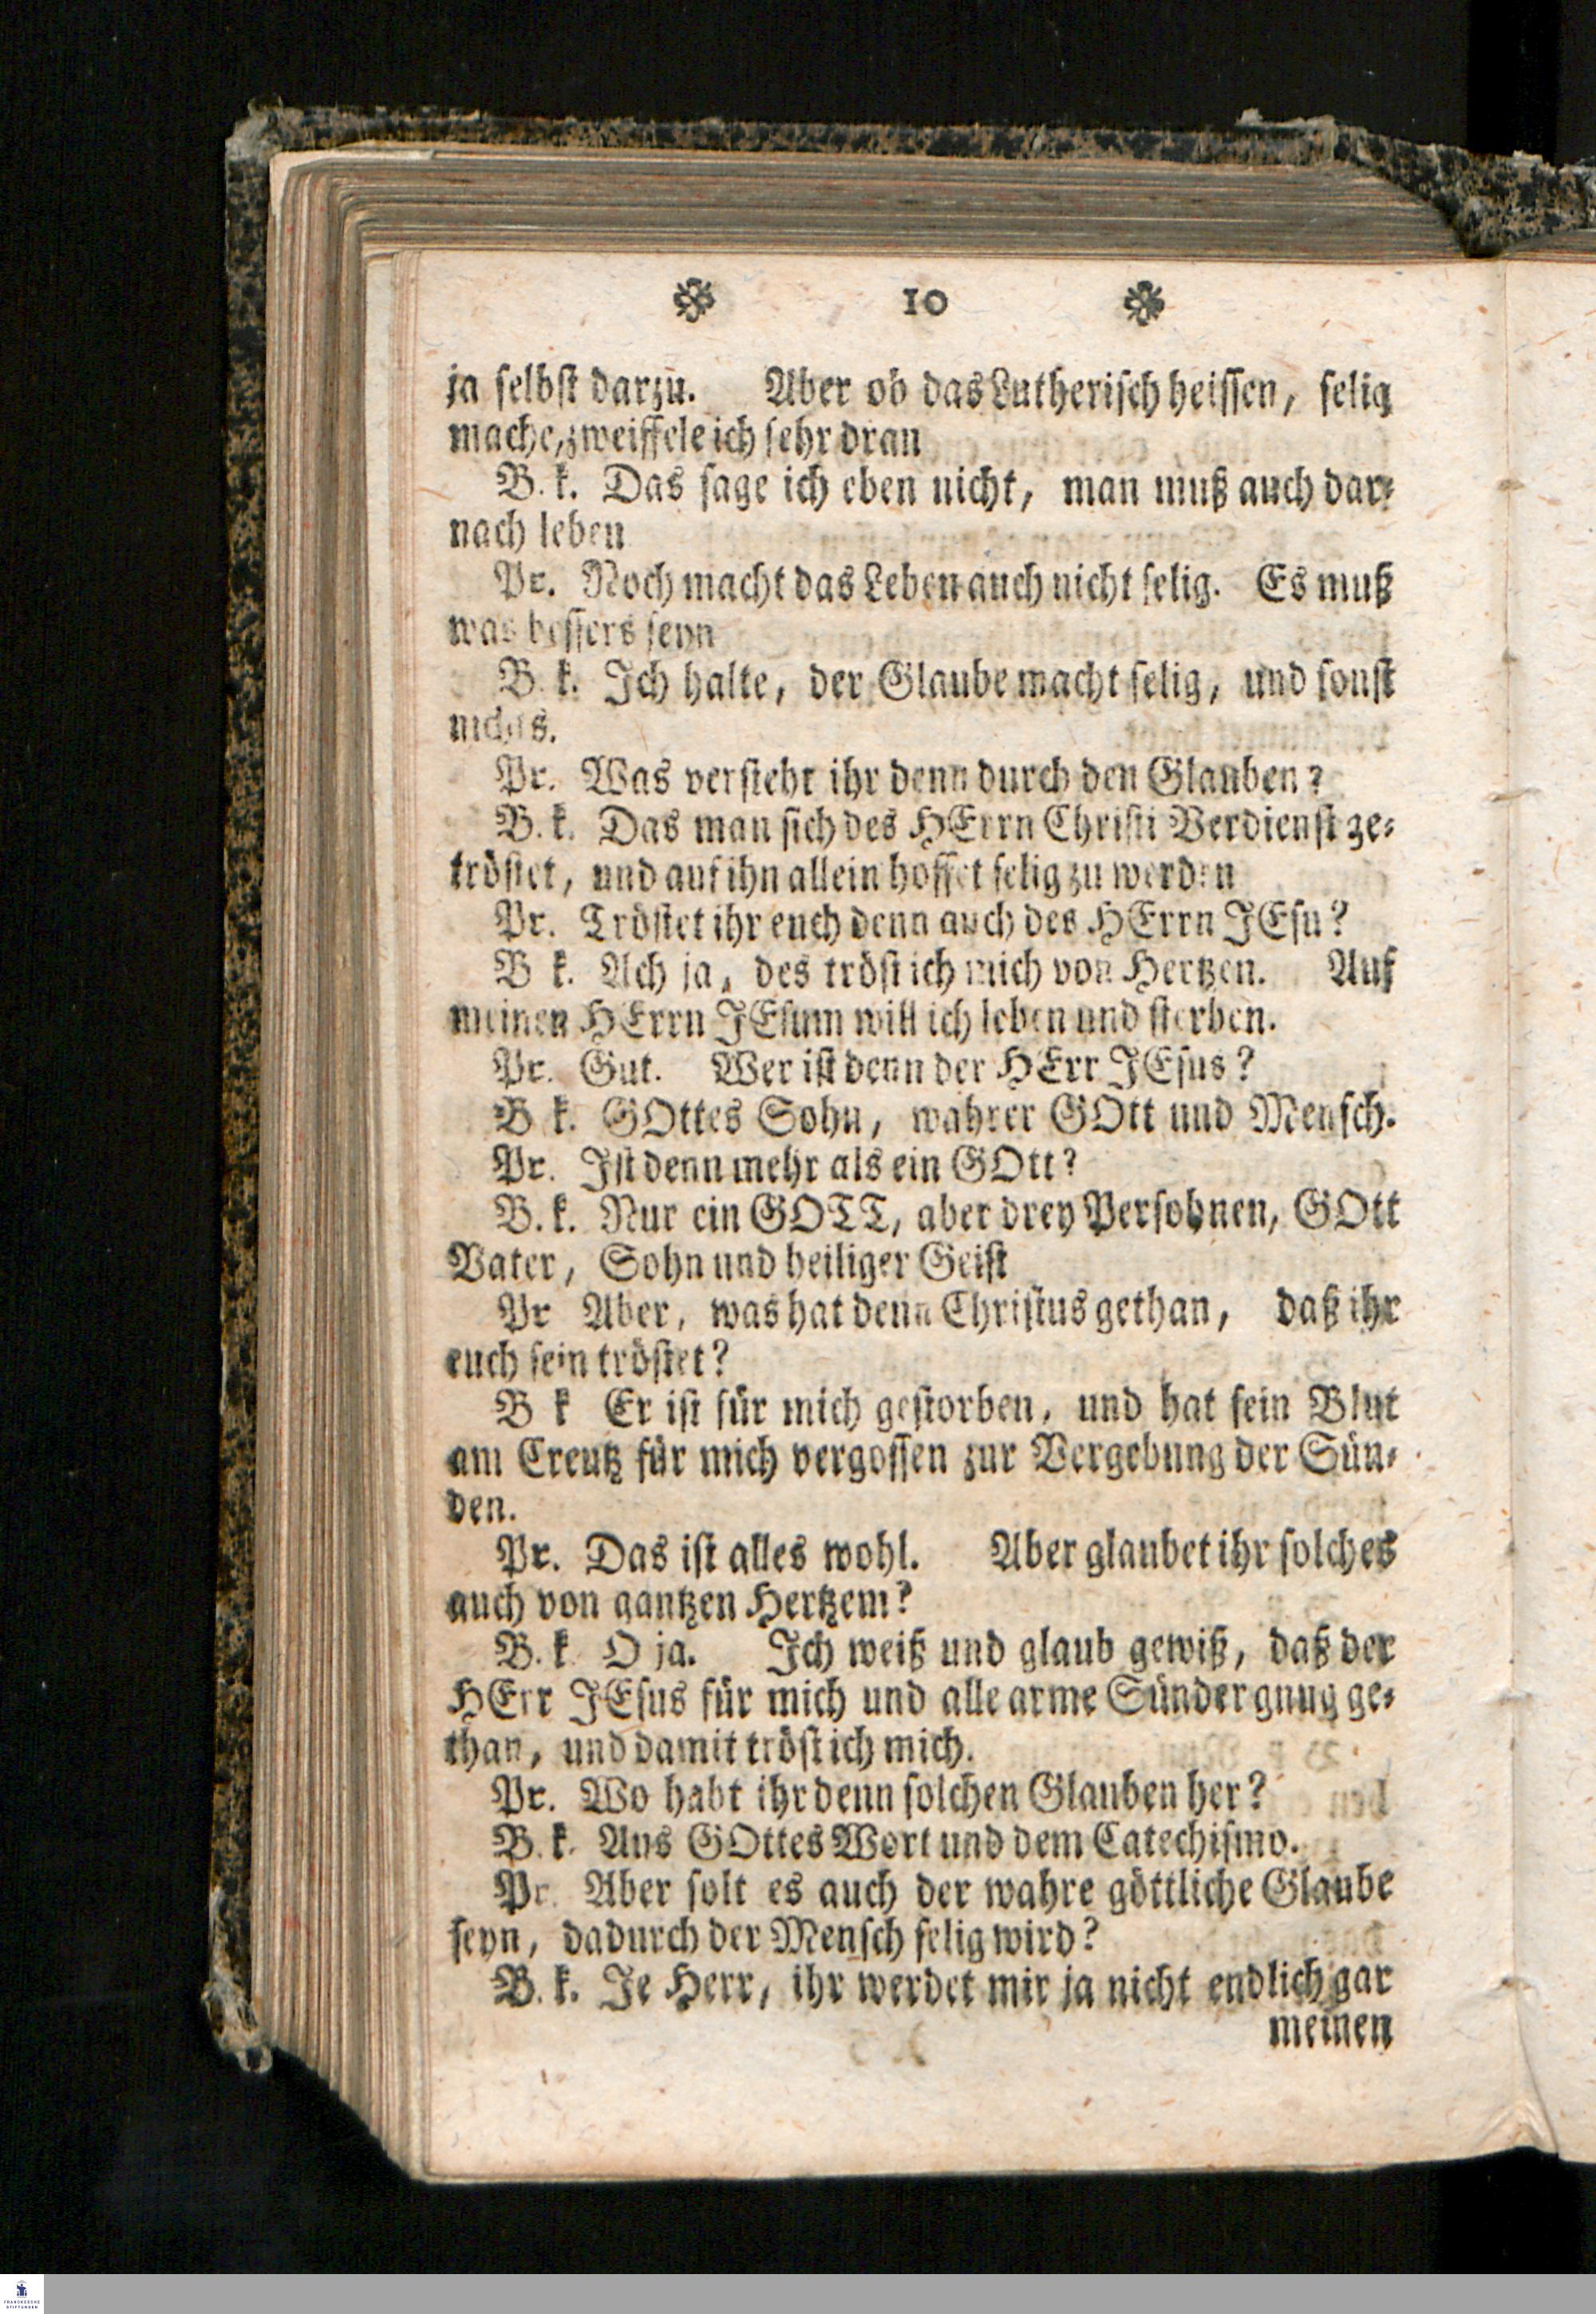 10
ja selbst darzu. Aber ob das Lutherisch heissen, selig
mache, zweiffele ich sehr dran
B. k. Das sage ich eben nicht, man muß auch dar-
nach leben
Pr. Noch macht das Leben auch nicht selig. Es muß
was bessers seyn
B. k. Ich halte, der Glaube macht selig, und sonst
nichts.
Pr. Was versteht ihr denn durch den Glauben?
B. k. Das man sich des HErrn Christi Verdienst ge-
tröstet, und auf ihn allein hoffet selig zu werden
Pr. Tröstet ihr euch denn auch des HErrn JEsu?
B k. Ach ja, des tröst ich mich von Hertzen. Auf
meinen HErrn JEsum will ich leben und sterben.
Pr. Gut. Wer ist denn der HErr JEsus?
B k. GOttes Sohn, wahrer GOtt und Mensch.
Pr. Ist denn mehr als ein GOtt?
B. k. Nur ein GOTT, aber drey Persohnen, GOtt
Vater, Sohn und heiliger Geist
Pr Aber, was hat denn Christus gethan, daß ihr
euch sein tröstet?
B k Er ist für mich gestorben, und hat sein Blut
am Creutz für mich vergossen zur Vergebung der Sün-
den.
Pr. Das ist alles wohl. Aber glaubet ihr solches
auch von gantzen Hertzem?
B. k. O ja. Ich weiß und glaub gewiß, daß der
HErr JEsus für mich und alle arme Sünder gnug ge-
than, und damit tröst ich mich.
Pr. Wo habt ihr denn solchen Glauben her?
B. k. Aus GOttes Wort und dem Catechismo.
Pr. Aber solt es auch der wahre göttliche Glaube
seyn, dadurch der Mensch selig wird?
B. k. Je Herr, ihr werdet mir ja nicht endlich gar
meinen
FRANCKESCHE
STIFTUNGEN